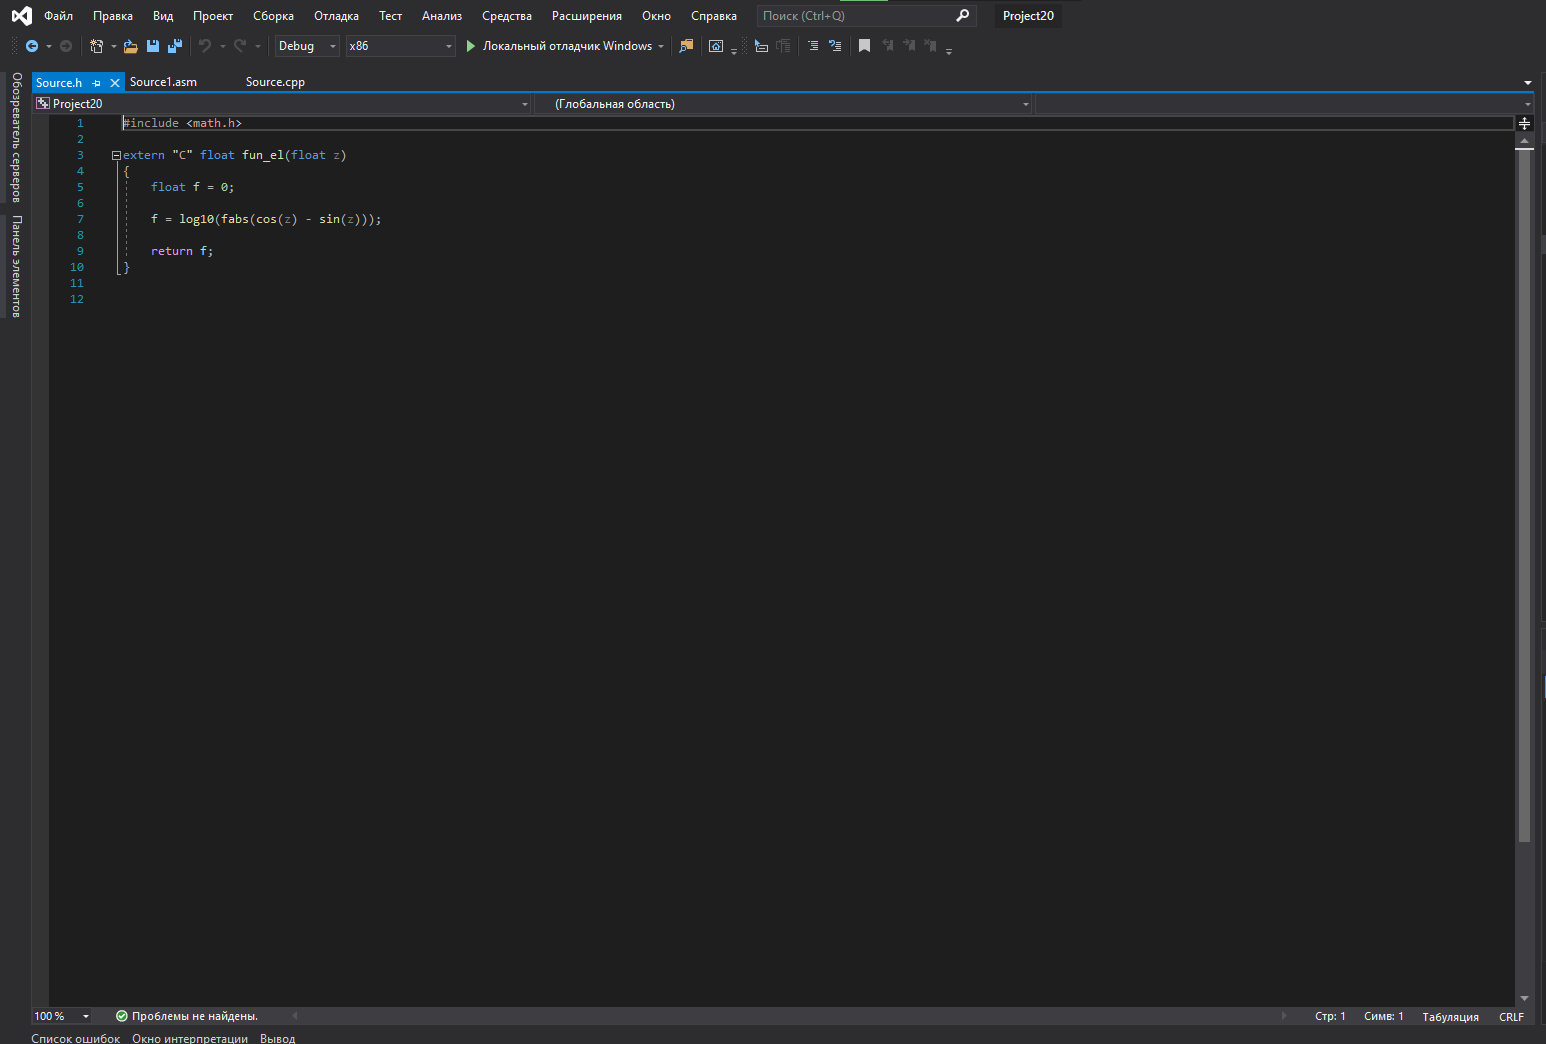 Файл Правка Вид Проект Сборка Отладка Тест Анализ Средства Расширения Окно Справка Поиск (Ctrl+Q) Project20
Debug x86 Локальный отладчик Windows
Обозреватель серверов
Панель элементов
Source.h Source1.asm Source.cpp
Project20 (Глобальная область)
1 #include <math.h>
2
3 extern "C" float fun_el(float z)
4 {
5 float f = 0;
6
7 f = log10(fabs(cos(z) - sin(z)));
8
9 return f;
10 }
11
12
100 % Проблемы не найдены. Стр: 1 Симв: 1 Табуляция CRLF
Список ошибок Окно интерпретации Вывод